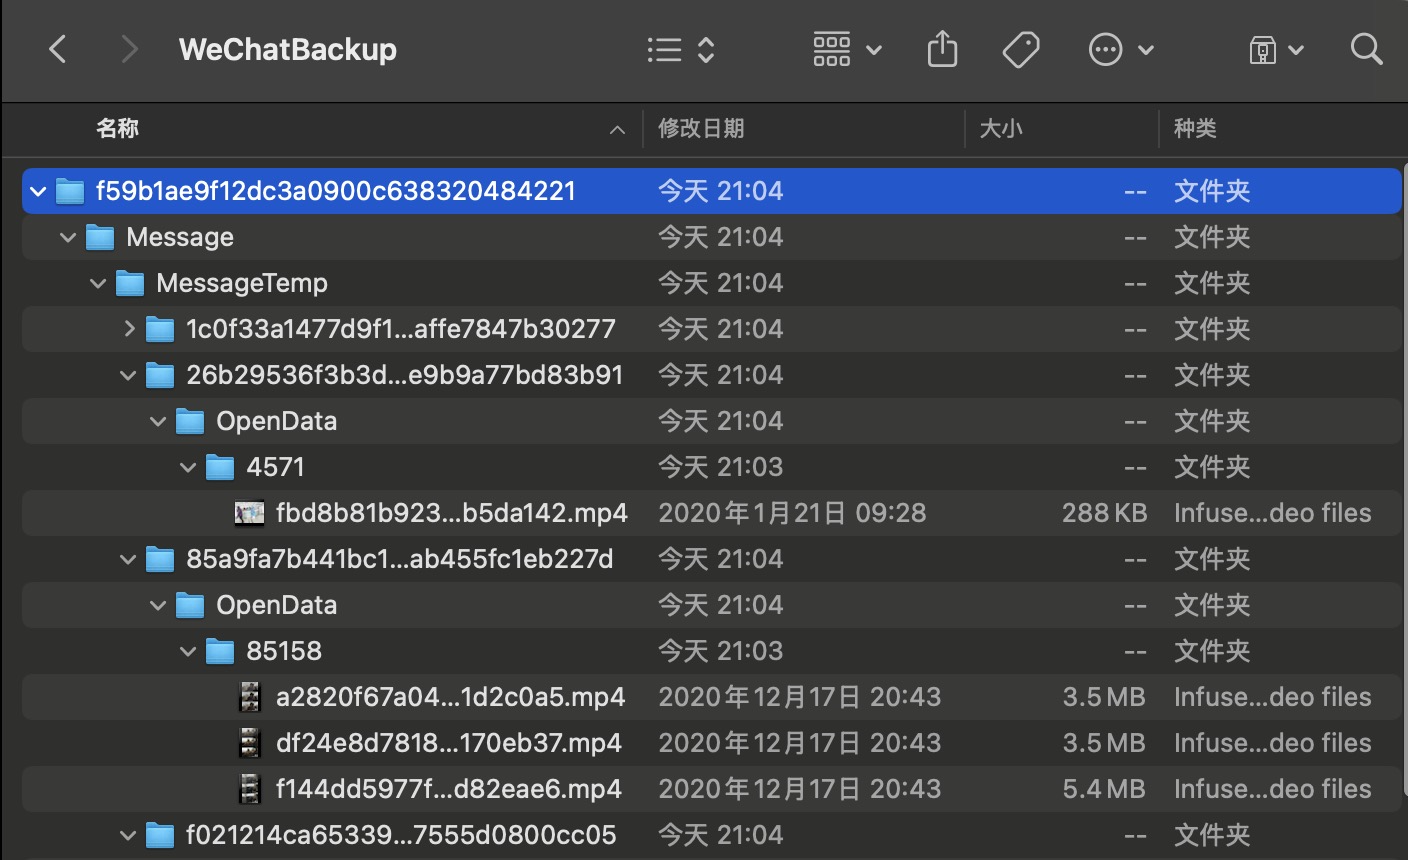 WeChatBackup
名称 修改日期 大小 种类
f59b1ae9f12dc3a0900c638320484221 今天 21:04 -- 文件夹
Message 今天 21:04 -- 文件夹
MessageTemp 今天 21:04 -- 文件夹
1c0f33a1477d9f1...affe7847b30277 今天 21:04 -- 文件夹
26b29536f3b3d...e9b9a77bd83b91 今天 21:04 -- 文件夹
OpenData 今天 21:04 -- 文件夹
4571 今天 21:03 -- 文件夹
fbd8b81b923...b5da142.mp4 2020年1月21日 09:28 288 KB Infuse...deo files
85a9fa7b441bc1...ab455fc1eb227d 今天 21:04 -- 文件夹
OpenData 今天 21:04 -- 文件夹
85158 今天 21:03 -- 文件夹
a2820f67a04...1d2c0a5.mp4 2020年12月17日 20:43 3.5 MB Infuse...deo files
df24e8d7818...170eb37.mp4 2020年12月17日 20:43 3.5 MB Infuse...deo files
f144dd5977f...d82eae6.mp4 2020年12月17日 20:43 5.4 MB Infuse...deo files
f021214ca65339...7555d0800cc05 今天 21:04 -- 文件夹